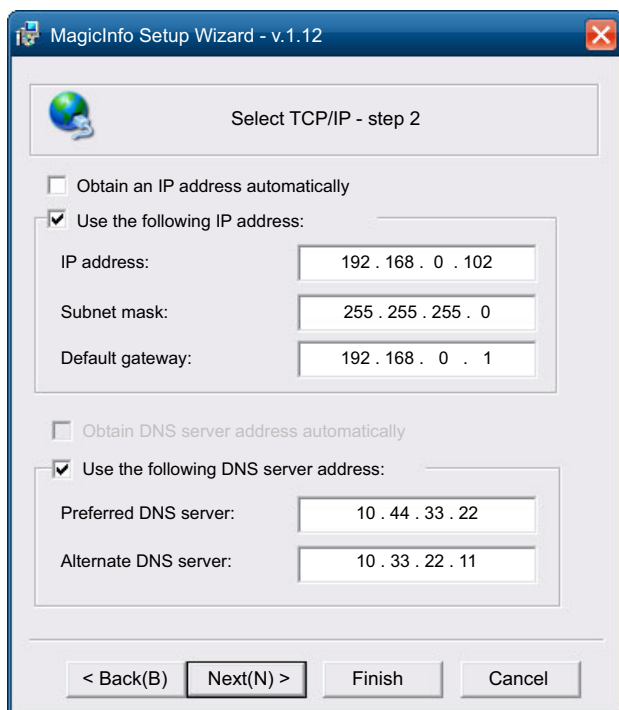 MagicInfo Setup Wizard - v.1.12
Select TCP/IP - step 2
Obtain an IP address automatically
Use the following IP address:
IP address: 192 . 168 . 0 . 102
Subnet mask: 255 . 255 . 255 . 0
Default gateway: 192 . 168 . 0 . 1
Obtain DNS server address automatically
Use the following DNS server address:
Preferred DNS server: 10 . 44 . 33 . 22
Alternate DNS server: 10 . 33 . 22 . 11
< Back(B) Next(N) > Finish Cancel